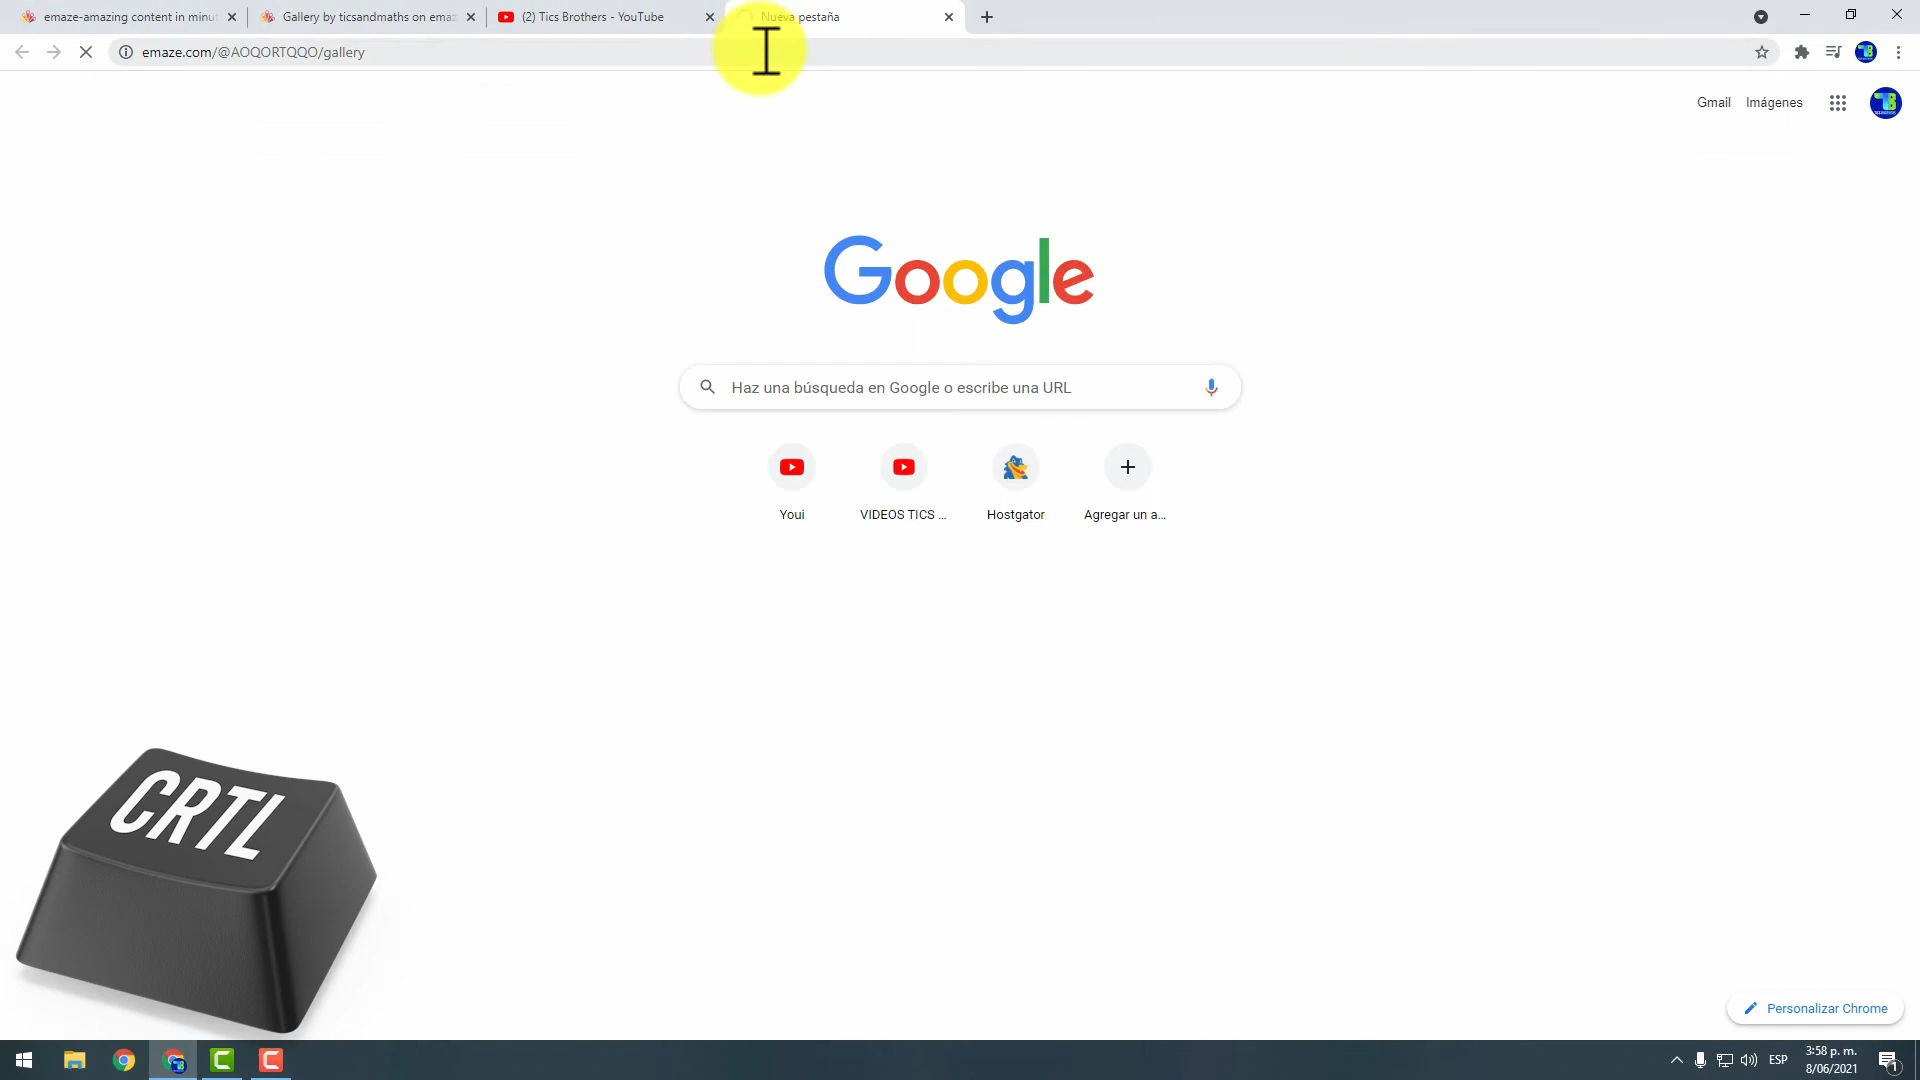 emaze-amazing content in minut
Gallery by ticsandmaths on emaz
(2) Tics Brothers - YouTube
Nueva pestaña
emaze.com/@AOQORTQQO/gallery
Gmail
Imágenes
Google
Haz una búsqueda en Google o escribe una URL
Youi
VIDEOS TICS ...
Hostgator
Agregar un a...
CRTL
Personalizar Chrome
ESP
3:58 p. m.
8/06/2021
1